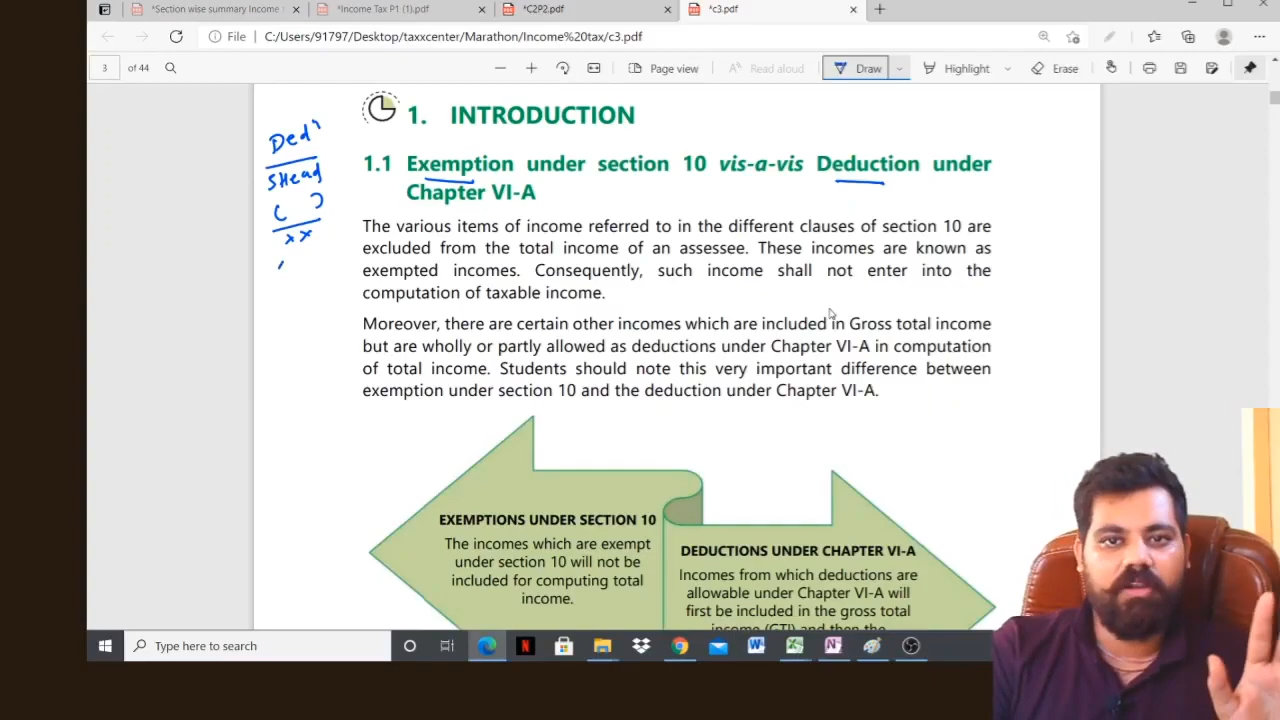 *Section wise summary Income
*Income Tax P1 (1).pdf
*C2P2.pdf
*c3.pdf
File
C:/Users/91797/Desktop/taxxcenter/Marathon/Income%20tax/c3.pdf
3 of 44
Page view
Read aloud
Draw
Highlight
Erase
Ded'
5Head
( )
xx
1. INTRODUCTION
1.1 Exemption under section 10 vis-a-vis Deduction under
Chapter VI-A
The various items of income referred to in the different clauses of section 10 are
excluded from the total income of an assessee. These incomes are known as
exempted incomes. Consequently, such income shall not enter into the
computation of taxable income.
Moreover, there are certain other incomes which are included in Gross total income
but are wholly or partly allowed as deductions under Chapter VI-A in computation
of total income. Students should note this very important difference between
exemption under section 10 and the deduction under Chapter VI-A.
EXEMPTIONS UNDER SECTION 10
The incomes which are exempt
under section 10 will not be
included for computing total
income.
DEDUCTIONS UNDER CHAPTER VI-A
Incomes from which deductions are
allowable under Chapter VI-A will
first be included in the gross total
income (GTI) and then the
Type here to search